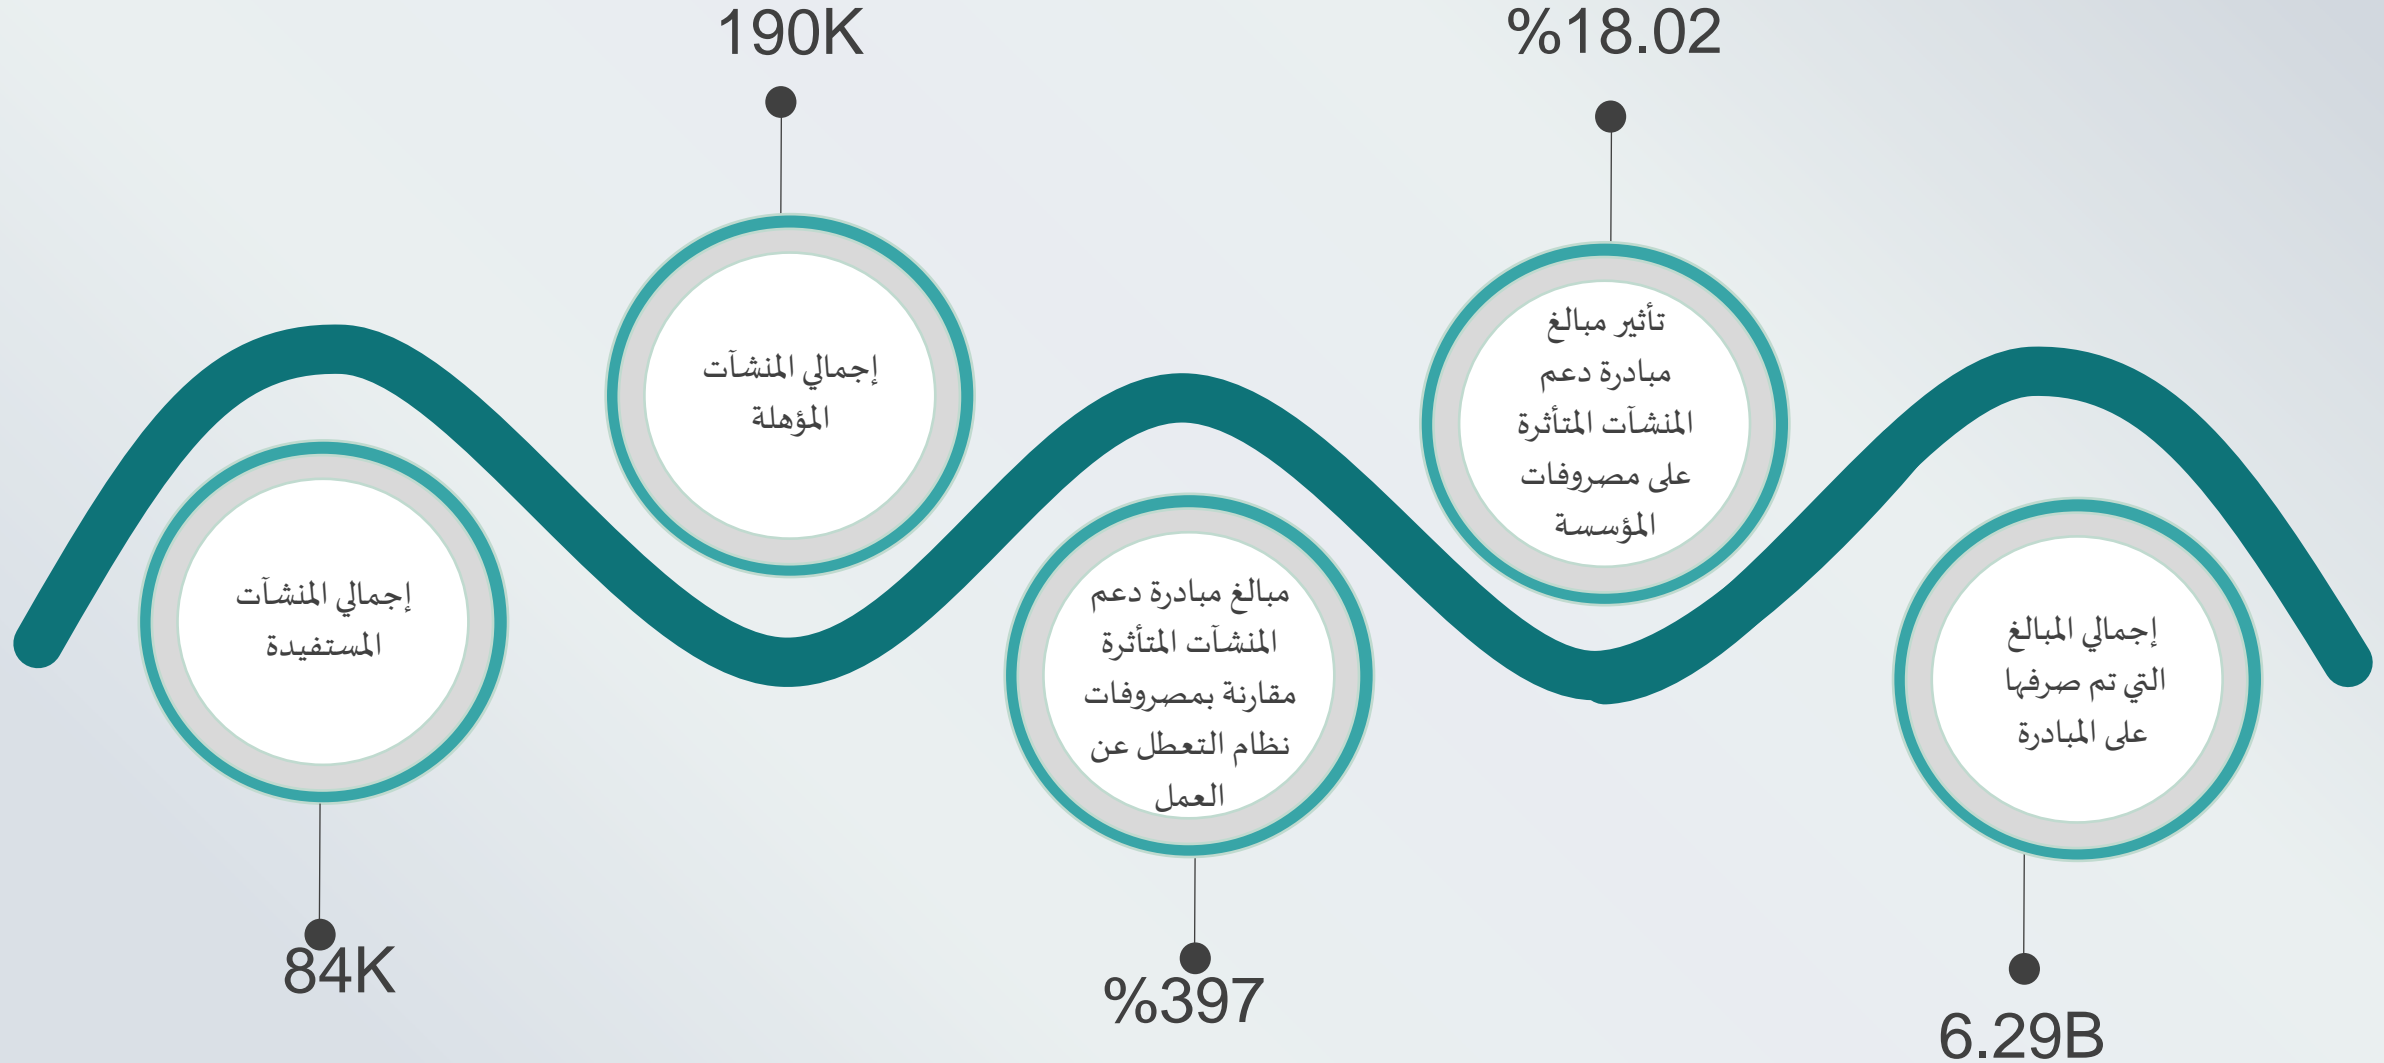 %18.02
190K
تأثير مبالغ
مبادرة دعم
المنشآت المتأثرة
على مصروفات
المؤسسة
إجمالي المنشآت
المؤهلة
إجمالي المبالغ
التي تم صرفها
على المبادرة
6.29B
مبالغ مبادرة دعم
المنشآت المتأثرة
مقارنة بمصروفات
نظام التعطل عن
العمل
%397
إجمالي المنشآت
المستفيدة
84K